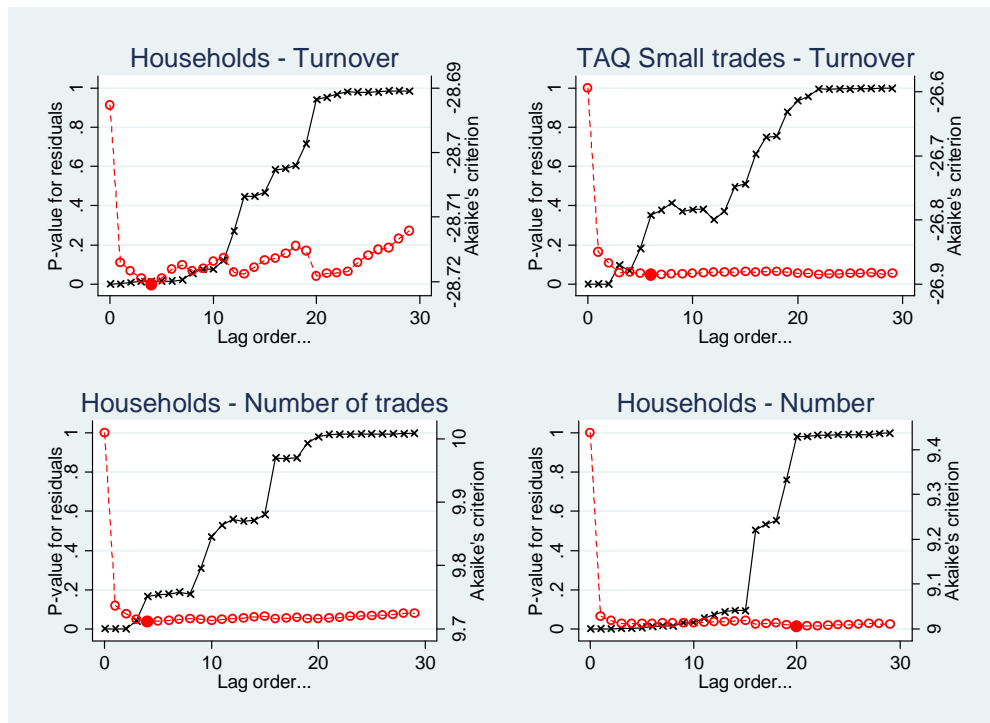 Households - Turnover
P-value for residuals
0 .2 .4 .6 .8 1
-28.72 -28.71 -28.7 -28.69
Akaike's criterion
0 10 20 30
Lag order...
TAQ Small trades - Turnover
P-value for residuals
0 .2 .4 .6 .8 1
-26.9 -26.8 -26.7 -26.6
Akaike's criterion
0 10 20 30
Lag order...
Households - Number of trades
P-value for residuals
0 .2 .4 .6 .8 1
9.7 9.8 9.9 10
Akaike's criterion
0 10 20 30
Lag order...
Households - Number
P-value for residuals
0 .2 .4 .6 .8 1
9 9.1 9.2 9.3 9.4
Akaike's criterion
0 10 20 30
Lag order...